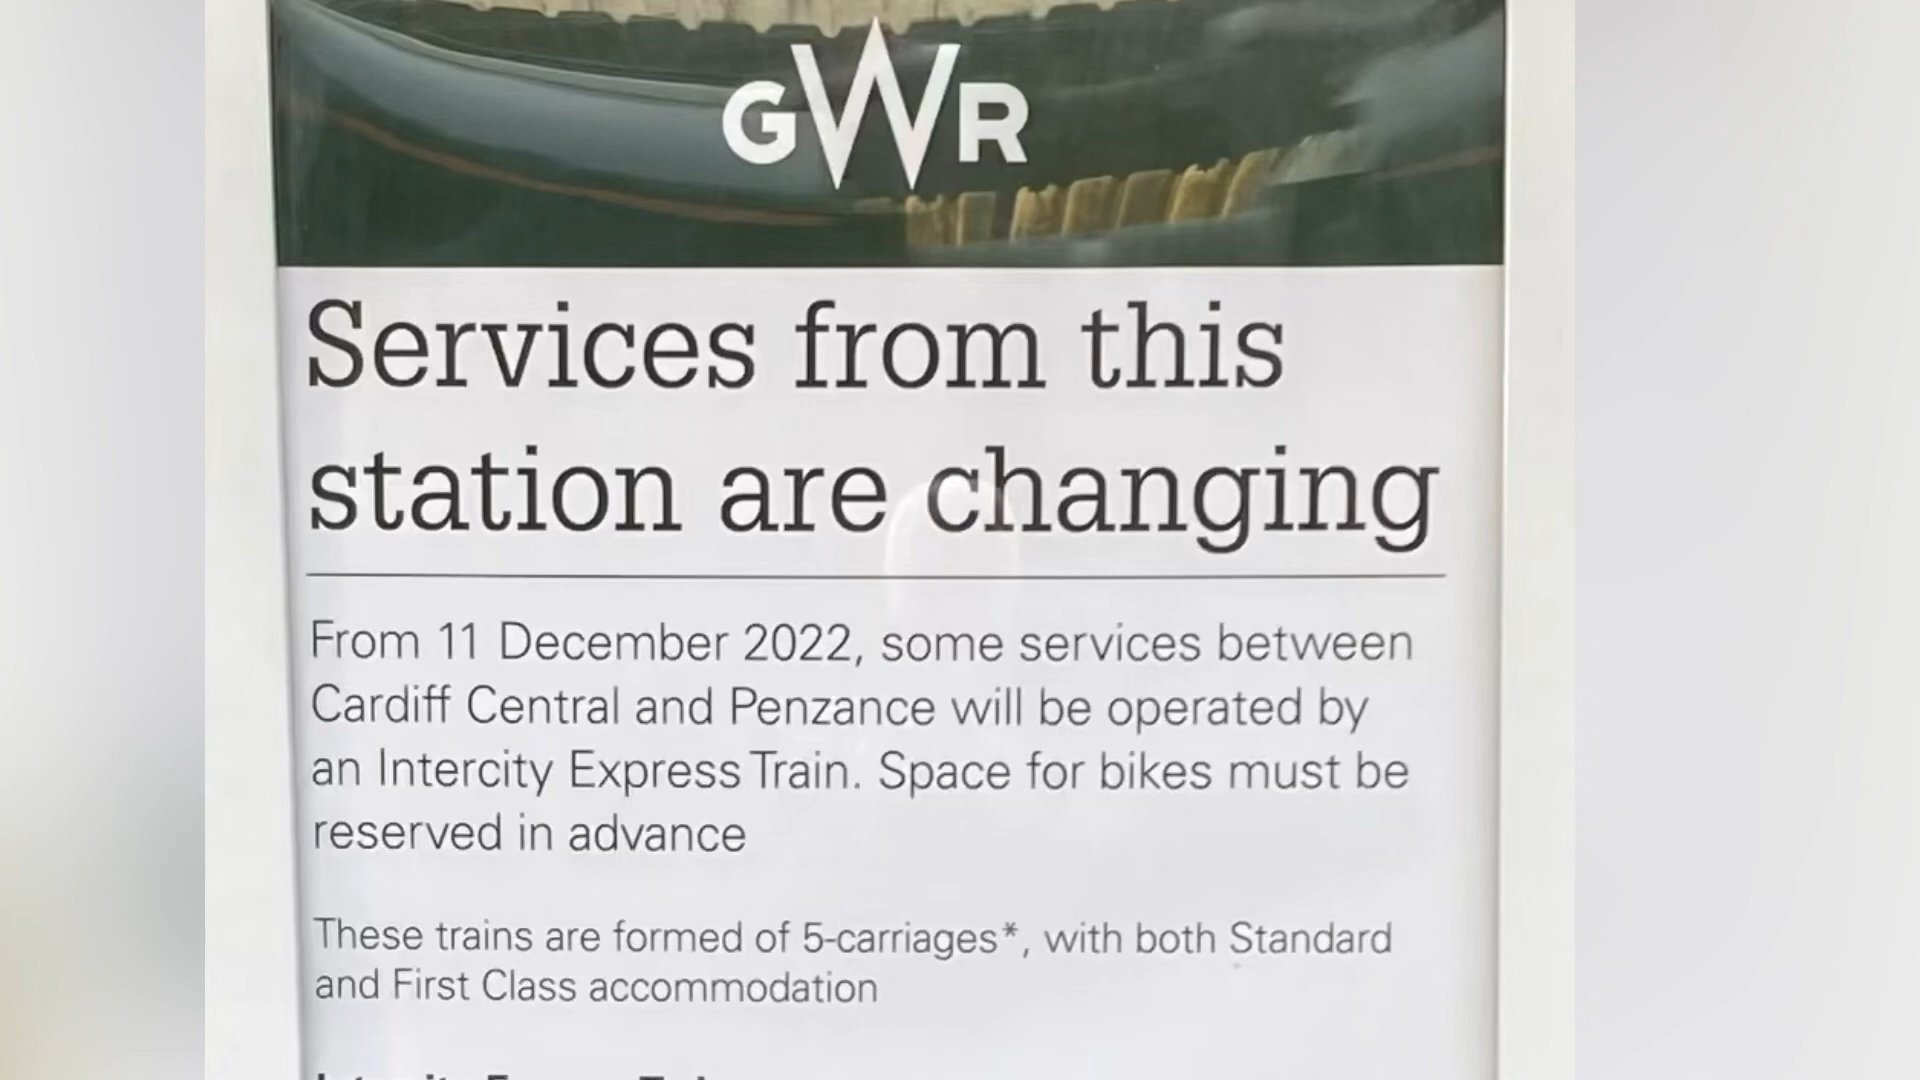 GWR
Services from this
station are changing
From 11 December 2022, some services between
Cardiff Central and Penzance will be operated by
an Intercity Express Train. Space for bikes must be
reserved in advance
These trains are formed of 5-carriages*, with both Standard
and First Class accommodation